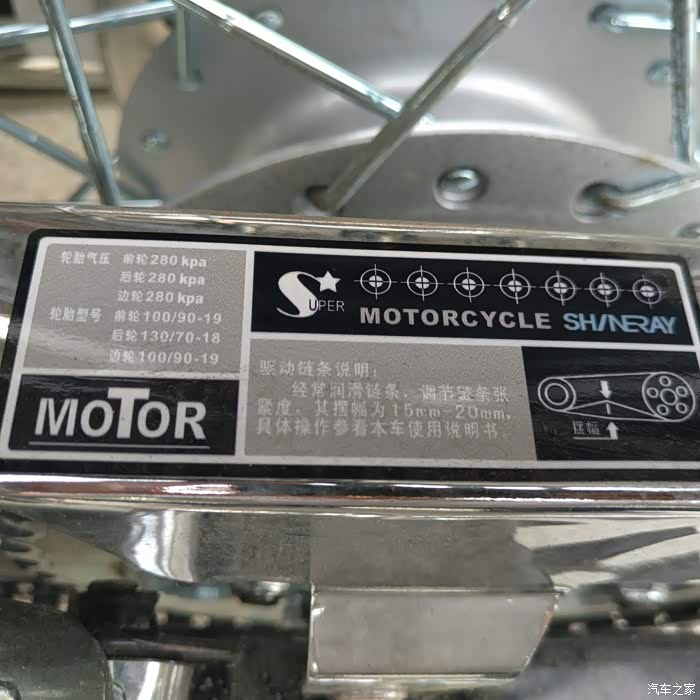 轮胎气压 前轮280 kpa
后轮280 kpa
边轮280 kpa
轮胎型号 前轮100/90-19
后轮130/70-18
边轮100/90-19
MOTOR
SUPER
MOTORCYCLE SHINERAY
驱动链条说明：
经常润滑链条，调节链条张
紧度，其摆幅为15mm-20mm，
具体操作参看本车使用说明书．
摆幅
汽车之家